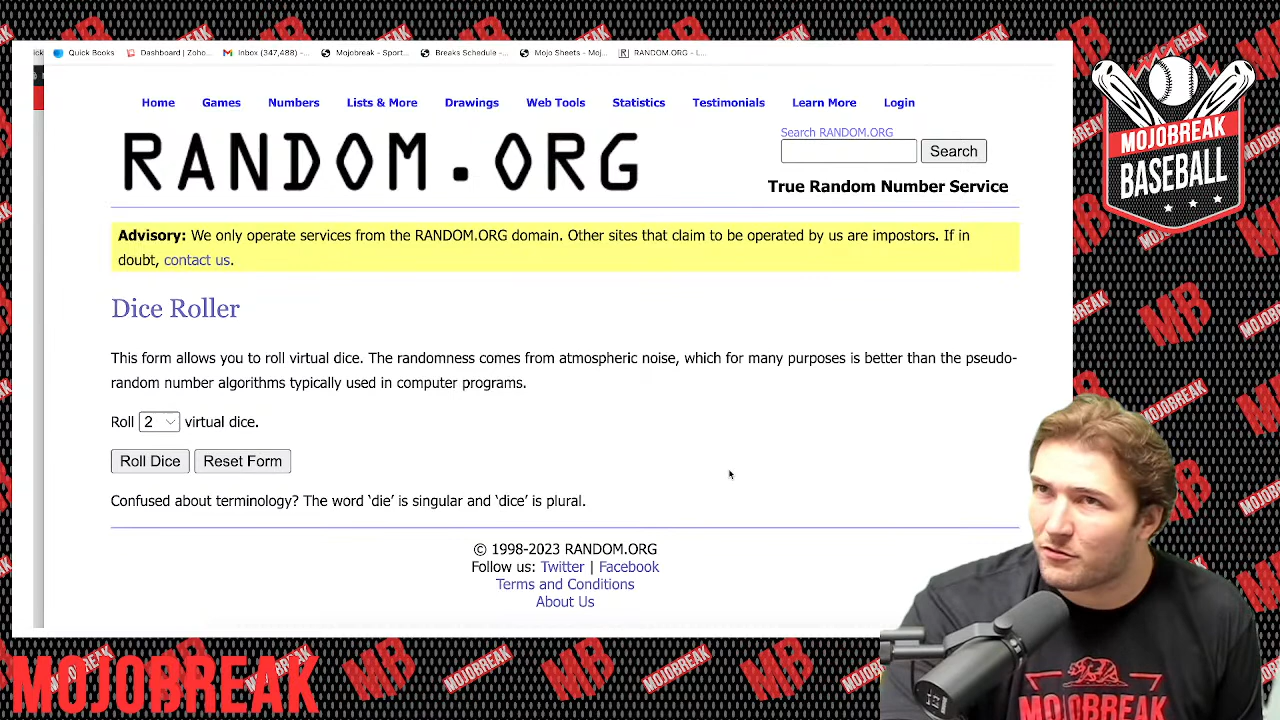 Quick Books Dashboard | Zoho... Inbox (347,488) -... Mojobreak - Sport... Breaks Schedule -... Mojo Sheets - Moj... RANDOM.ORG - L...
Home Games Numbers Lists & More Drawings Web Tools Statistics Testimonials Learn More Login
RANDOM.ORG
Search RANDOM.ORG
Search
True Random Number Service
Advisory: We only operate services from the RANDOM.ORG domain. Other sites that claim to be operated by us are impostors. If in
doubt, contact us.
Dice Roller
This form allows you to roll virtual dice. The randomness comes from atmospheric noise, which for many purposes is better than the pseudo-
random number algorithms typically used in computer programs.
Roll 2 virtual dice.
Roll Dice Reset Form
Confused about terminology? The word ‘die’ is singular and ‘dice’ is plural.
© 1998-2023 RANDOM.ORG
Follow us: Twitter | Facebook
Terms and Conditions
About Us
MOJOBREAK
BASEBALL
MOJOBREAK
MB
MOJOBREAK
MB
MOJOBREAK
MB
MOJOBREAK